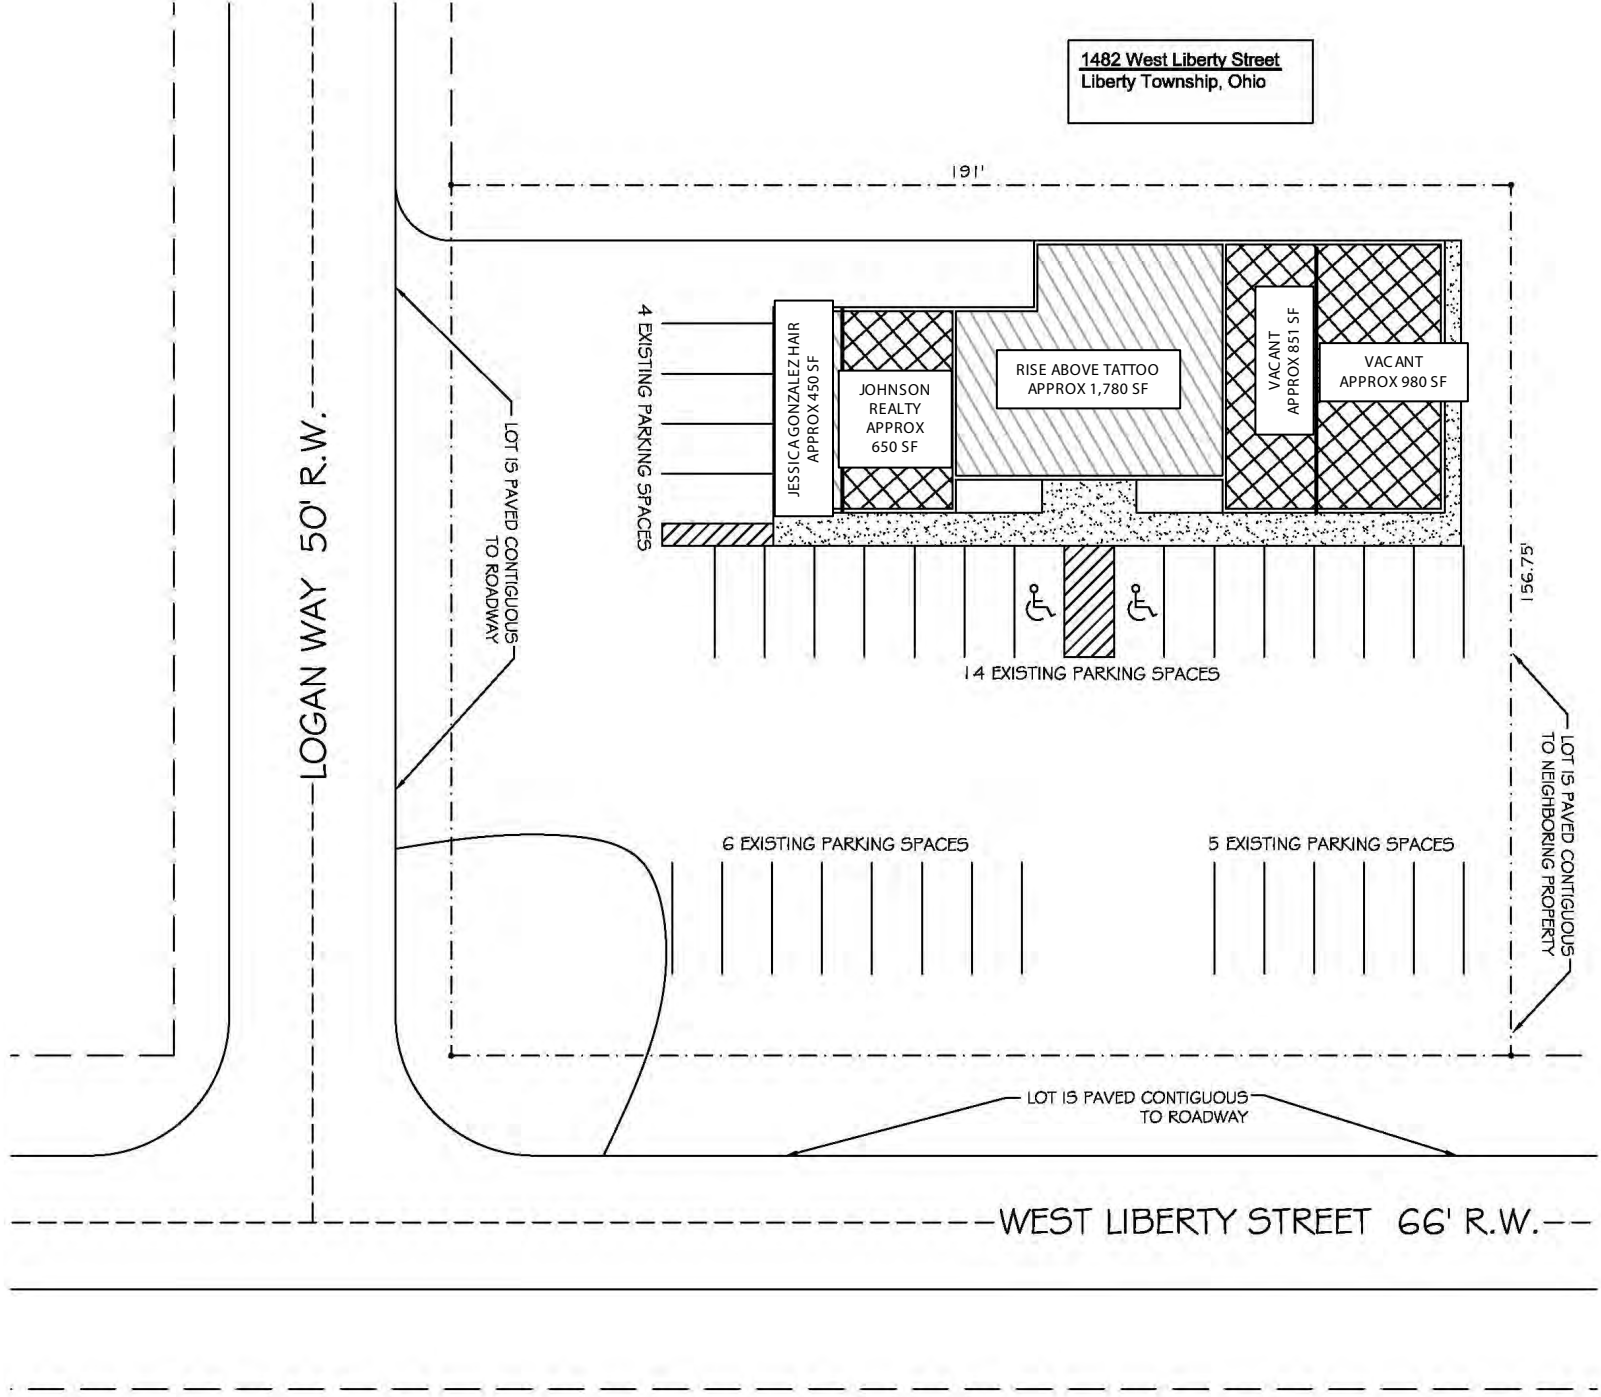 1482 West Liberty Street
Liberty Township, Ohio
191'
4 EXISTING PARKING SPACES
JESSICA GONZALEZ HAIR
APPROX 450 SF
JOHNSON
REALTY
APPROX
650 SF
RISE ABOVE TATTOO
APPROX 1,780 SF
VACANT
APPROX 851 SF
VACANT
APPROX 980 SF
LOGAN WAY 50' R.W.
LOT IS PAVED CONTIGUOUS
TO ROADWAY
156.75'
14 EXISTING PARKING SPACES
LOT IS PAVED CONTIGUOUS
TO NEIGHBORING PROPERTY
6 EXISTING PARKING SPACES
5 EXISTING PARKING SPACES
LOT IS PAVED CONTIGUOUS
TO ROADWAY
WEST LIBERTY STREET 66' R.W.